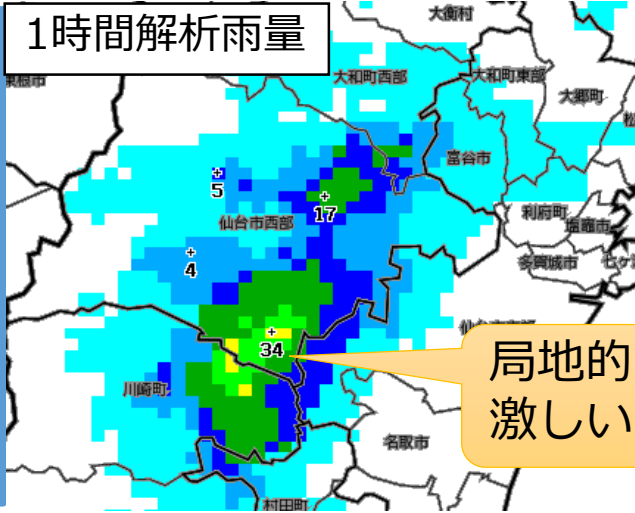 1時間解析雨量
大衡村
大和町西部
大和町東部
大郷町
富谷市
+
5
+
17
仙台市西部
利府町
塩竈市
+
4
多賀城市
七ケ
+
34
川崎町
局地的
激しい
名取市
村田町